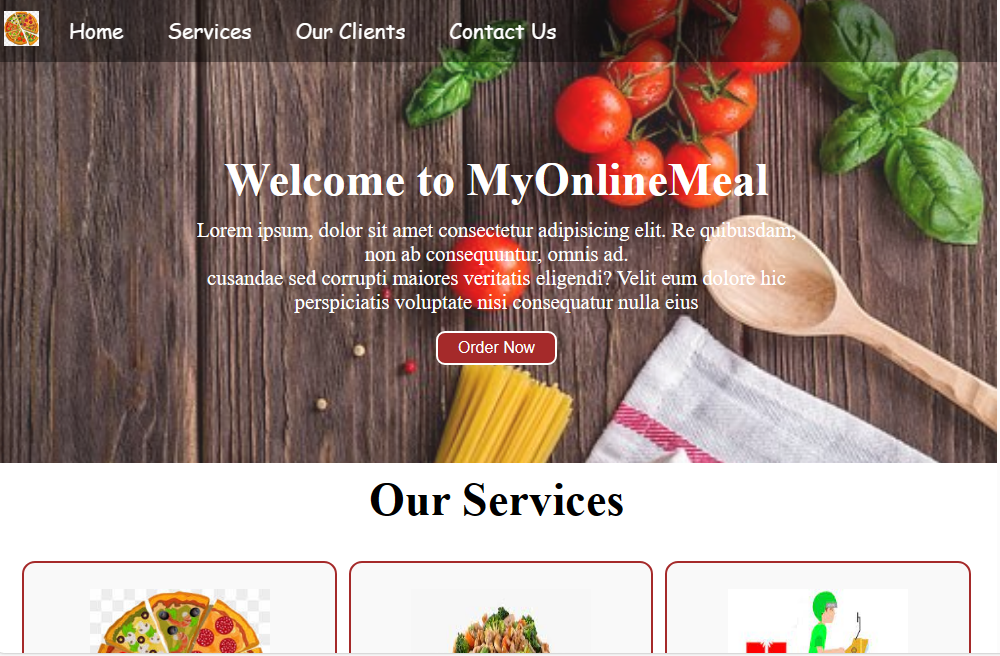 Home Services Our Clients Contact Us
Welcome to MyOnlineMeal
Lorem ipsum, dolor sit amet consectetur adipisicing elit. Re quibusdam,
non ab consequuntur, omnis ad.
cusandae sed corrupti maiores veritatis eligendi? Velit eum dolore hic
perspiciatis voluptate nisi consequatur nulla eius
Order Now
Our Services